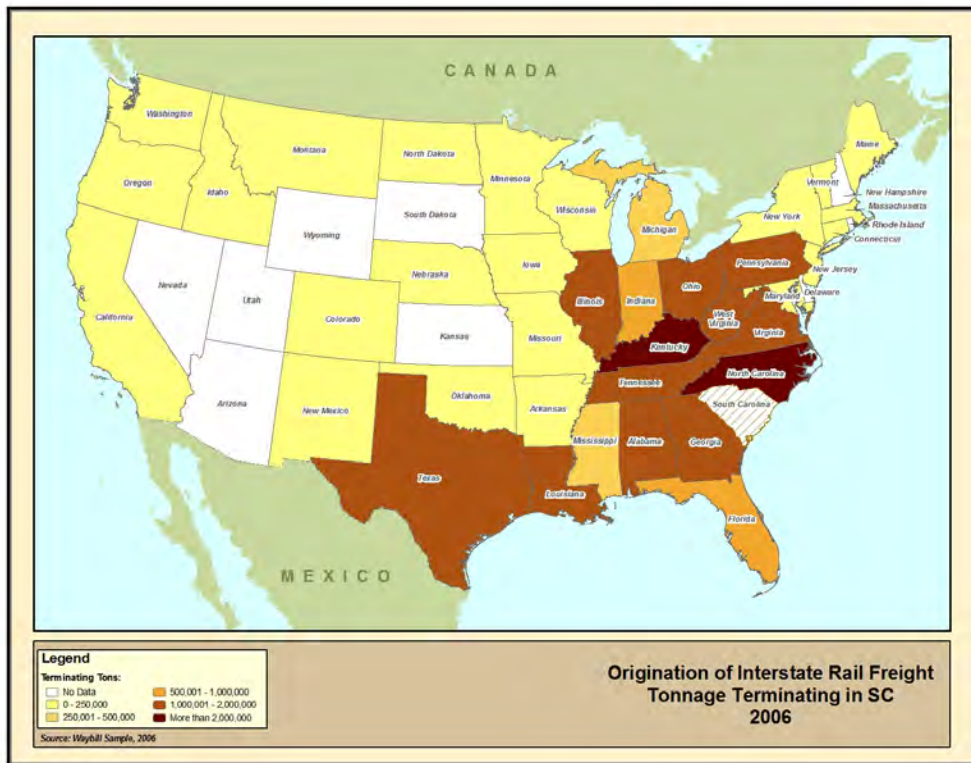 CANADA
Washington
Montana
North Dakota
Minnesota
Maine
Oregon
Idaho
Vermont
New Hampshire
Massachusetts
Wisconsin
South Dakota
New York
Rhode Island
Michigan
Wyoming
Connecticut
Iowa
Pennsylvania
Nebraska
New Jersey
Nevada
Ohio
Utah
Illinois
Indiana
Maryland
Delaware
California
Colorado
West
Virginia
Virginia
Kansas
Missouri
Kentucky
North Carolina
Tennessee
Oklahoma
Arizona
New Mexico
Arkansas
South Carolina
Mississippi
Alabama
Georgia
Texas
Louisiana
Florida
MEXICO
Legend
Terminating Tons:
No Data
0 - 250,000
250,001 - 500,000
500,001 - 1,000,000
1,000,001 - 2,000,000
More than 2,000,000
Source: Waybill Sample, 2006
Origination of Interstate Rail Freight
Tonnage Terminating in SC
2006